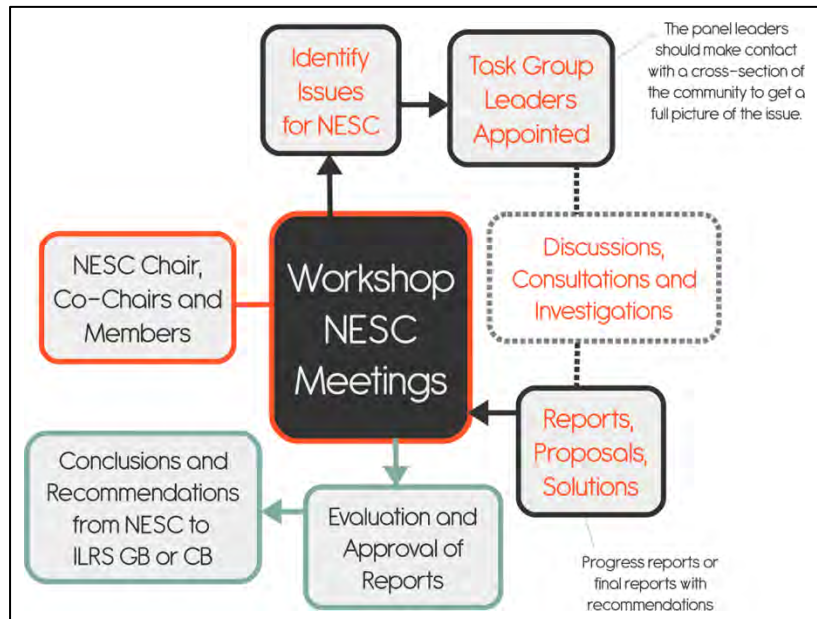 Identify
Issues
for NESC
Task Group
Leaders
Appointed
The panel leaders
should make contact
with a cross-section of
the community to get a
full picture of the issue.
Discussions,
Consultations and
Investigations
NESC Chair,
Co-Chairs and
Members
Workshop
NESC
Meetings
Reports,
Proposals,
Solutions
Progress reports or
final reports with
recommendations
Evaluation and
Approval of
Reports
Conclusions and
Recommendations
from NESC to
ILRS GB or CB